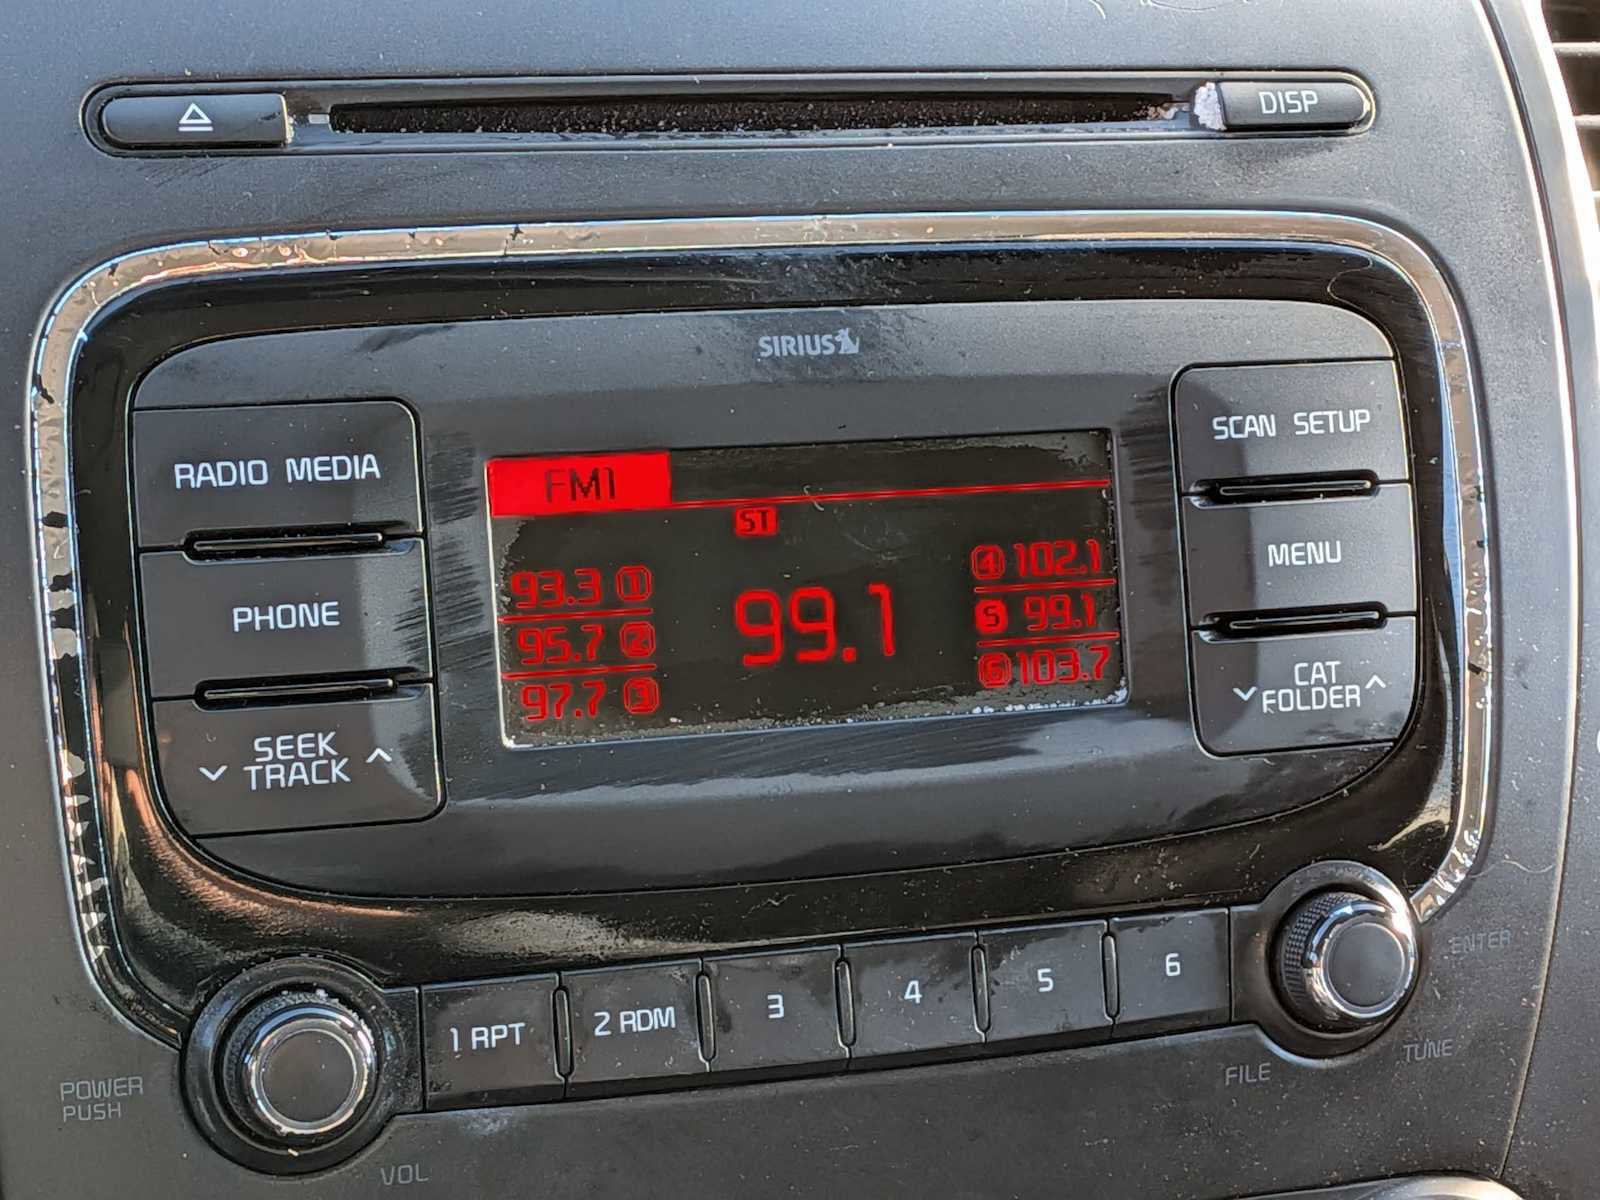 DISP
SIRIUS
RADIO MEDIA
PHONE
SEEK
TRACK
FM1
ST
93.3 1
95.7 2
97.7 3
99.1
4 102.1
5 99.1
6 103.7
SCAN SETUP
MENU
CAT
FOLDER
POWER
PUSH
VOL
1 RPT
2 RDM
3
4
5
6
FILE
TUNE
ENTER